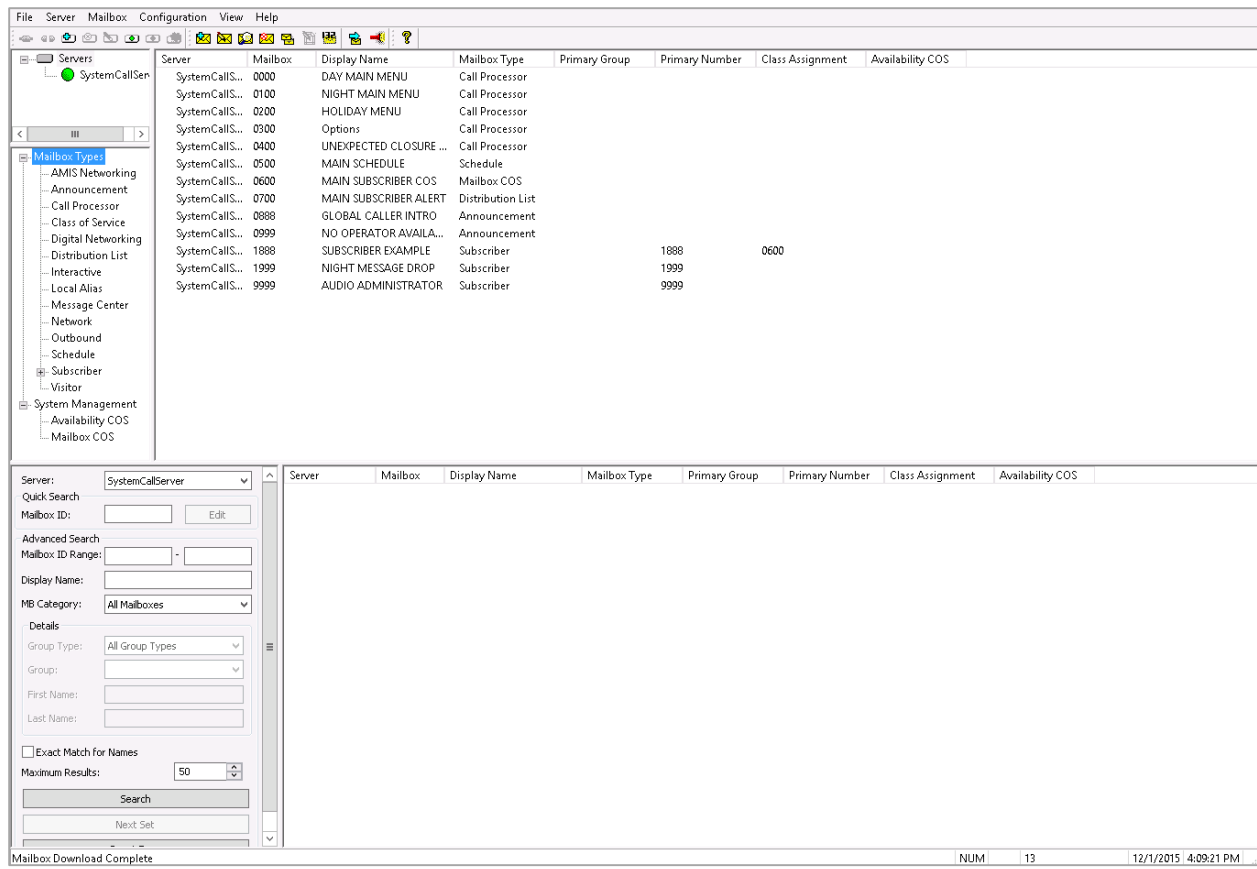 File Server Mailbox Configuration View Help
Servers
SystemCallSer
Mailbox Types
AMIS Networking
Announcement
Call Processor
Class of Service
Digital Networking
Distribution List
Interactive
Local Alias
Message Center
Network
Outbound
Schedule
Subscriber
Visitor
System Management
Availability COS
Mailbox COS
Server Mailbox Display Name Mailbox Type Primary Group Primary Number Class Assignment Availability COS
SystemCallS... 0000 DAY MAIN MENU Call Processor
SystemCallS... 0100 NIGHT MAIN MENU Call Processor
SystemCallS... 0200 HOLIDAY MENU Call Processor
SystemCallS... 0300 Options Call Processor
SystemCallS... 0400 UNEXPECTED CLOSURE ... Call Processor
SystemCallS... 0500 MAIN SCHEDULE Schedule
SystemCallS... 0600 MAIN SUBSCRIBER COS Mailbox COS
SystemCallS... 0700 MAIN SUBSCRIBER ALERT Distribution List
SystemCallS... 0888 GLOBAL CALLER INTRO Announcement
SystemCallS... 0999 NO OPERATOR AVAILA... Announcement
SystemCallS... 1888 SUBSCRIBER EXAMPLE Subscriber 1888 0600
SystemCallS... 1999 NIGHT MESSAGE DROP Subscriber 1999
SystemCallS... 9999 AUDIO ADMINISTRATOR Subscriber 9999
Server: SystemCallServer
Quick Search
Mailbox ID: Edit
Advanced Search
Mailbox ID Range: -
Display Name:
MB Category: All Mailboxes
Details
Group Type: All Group Types
Group:
First Name:
Last Name:
Exact Match for Names
Maximum Results: 50
Search
Next Set
Server Mailbox Display Name Mailbox Type Primary Group Primary Number Class Assignment Availability COS
Mailbox Download Complete NUM 13 12/1/2015 4:09:21 PM